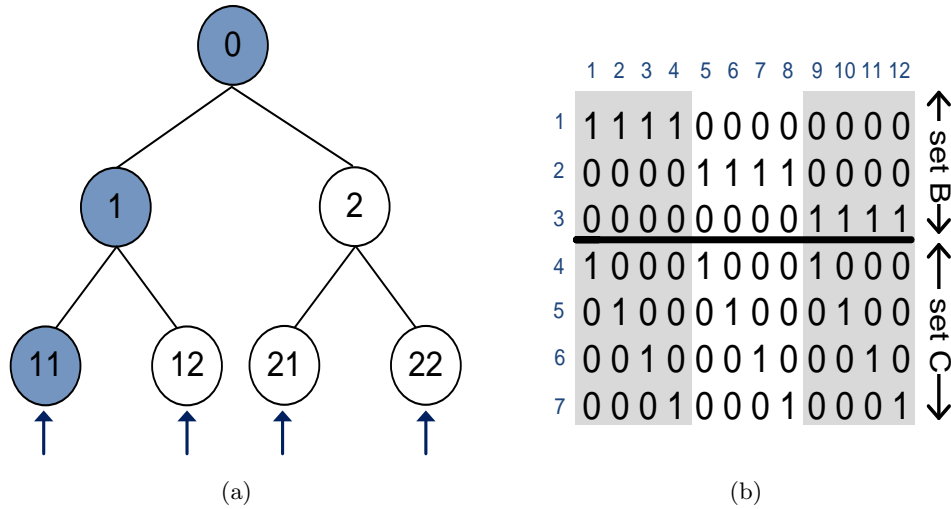 0
1 2
11 12 21 22
(a)
1 2 3 4 5 6 7 8 9 10 11 12
1 1 1 1 1 0 0 0 0 0 0 0 0
2 0 0 0 0 1 1 1 1 0 0 0 0
3 0 0 0 0 0 0 0 0 1 1 1 1
4 1 0 0 0 1 0 0 0 1 0 0 0
5 0 1 0 0 0 1 0 0 0 1 0 0
6 0 0 1 0 0 0 1 0 0 0 1 0
7 0 0 0 1 0 0 0 1 0 0 0 1
set B
set C
(b)